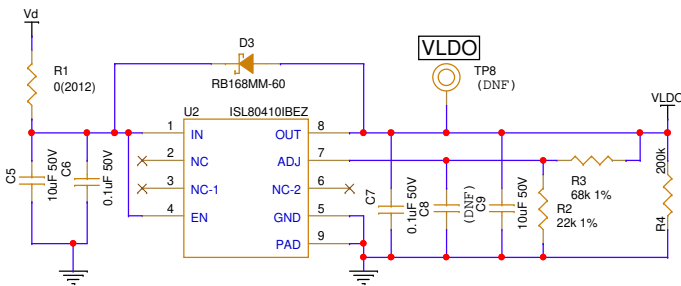 Vd
R1
0(2012)
D3
RB168MM-60
VLDO
TP8
(DNF)
VLDO
U2
ISL80410IBEZ
1
IN
OUT
8
2
NC
ADJ
7
3
NC-1
NC-2
6
4
EN
GND
5
PAD
9
C5
10uF 50V
C6
0.1uF 50V
C7
0.1uF 50V
C8
(DNF)
C9
10uF 50V
R3
68k 1%
R2
22k 1%
200k
R4